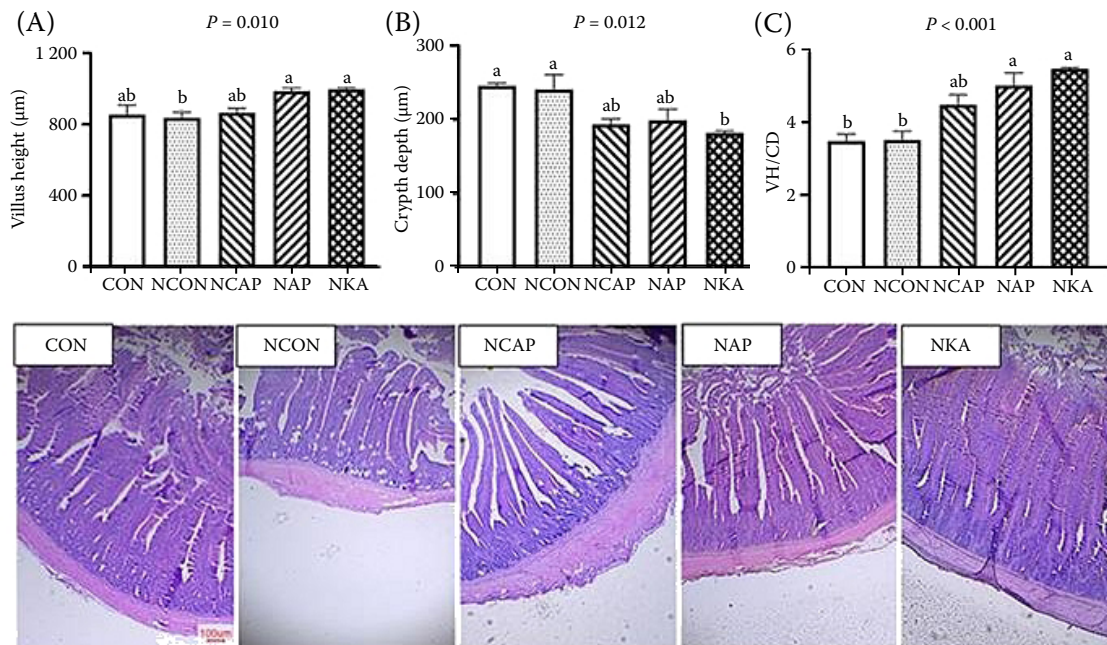 (A)
P = 0.010
1 200
800
400
0
Villus height (µm)
ab
b
ab
a
a
CON NCON NCAP NAP NKA
(B)
P = 0.012
300
200
100
0
Crypth depth (µm)
a
a
ab
ab
b
CON NCON NCAP NAP NKA
(C)
P < 0.001
6
4
2
0
VH/CD
b
b
ab
a
a
CON NCON NCAP NAP NKA
CON
NCON
NCAP
NAP
NKA
100um